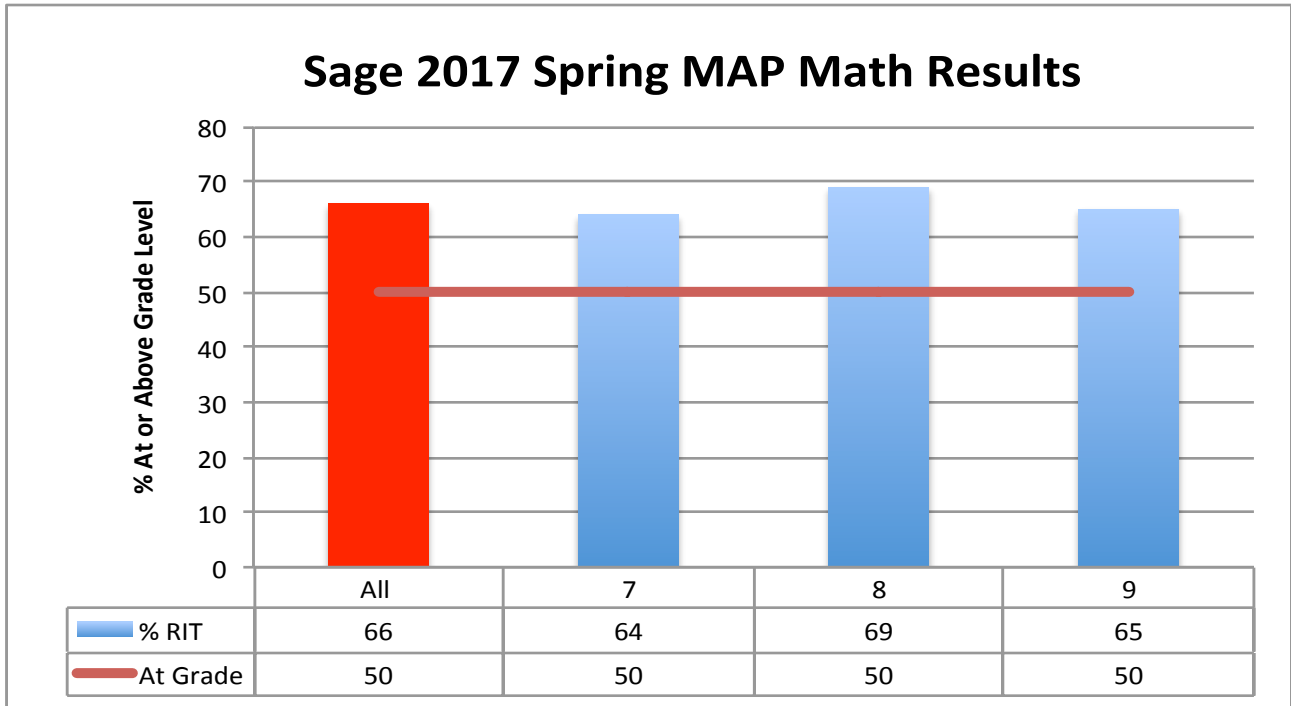 Sage 2017 Spring MAP Math Results
% At or Above Grade Level
80
70
60
50
40
30
20
10
0
All 7 8 9
% RIT 66 64 69 65
At Grade 50 50 50 50